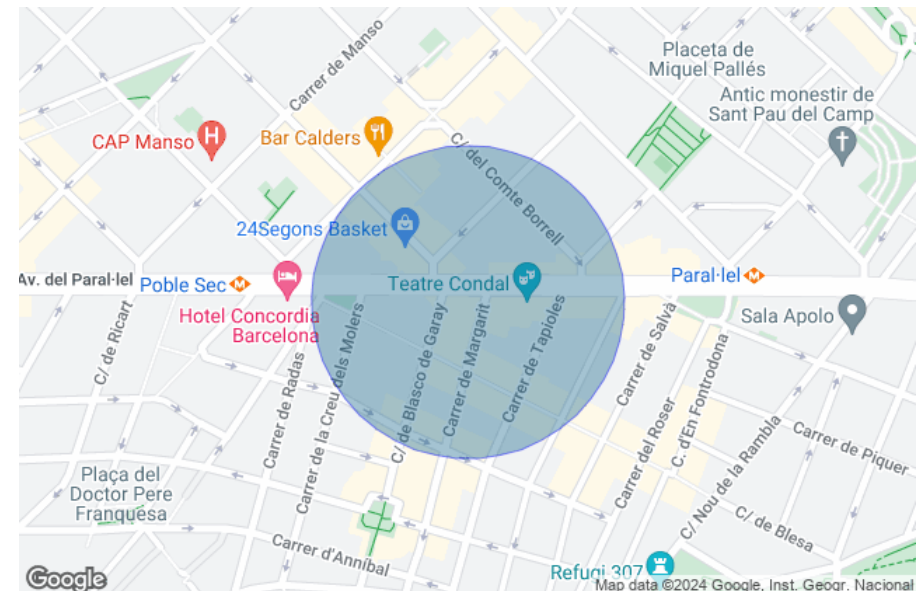 Placeta de
Miquel Pallés
Carrer de Manso
Antic monestir de
Sant Pau del Camp
CAP Manso
H
Bar Calders
C/ del Comte Borrell
24Segons Basket
Av. del Paral·lel
Poble Sec
M
Teatre Condal
Paral·lel
M
Hotel Concordia
Barcelona
Sala Apolo
C/ de Ricart
Carrer de Radas
Carrer de la Creu dels Molers
C/ de Blasco de Garay
Carrer de Margarit
Carrer de Tapioles
Carrer de Salvà
Carrer del Roser
C. d'En Fontrodona
C/ Nou de la Rambla
Carrer de Piquer
Plaça del
Doctor Pere
Franquesa
C/ de Blesa
Carrer d'Anníbal
Refugi 307
Google
Map data ©2024 Google, Inst. Geogr. Nacional